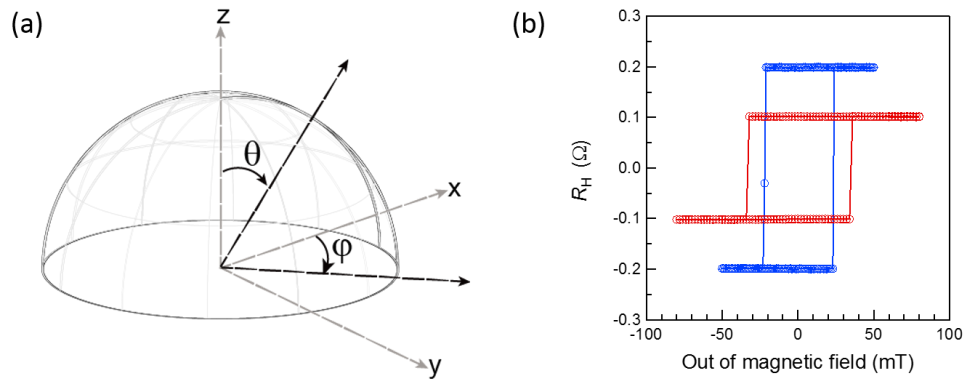 (a)
z
θ
x
φ
y
(b)
0.3
0.2
0.1
0.0
-0.1
-0.2
-0.3
R_H (Ω)
-100 -50 0 50 100
Out of magnetic field (mT)